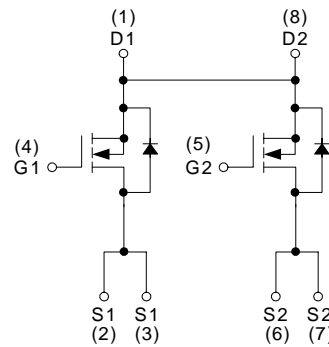 (1) (8)
D1 D2
(4) (5)
G1 G2
S1 S1 S2 S2
(2) (3) (6) (7)